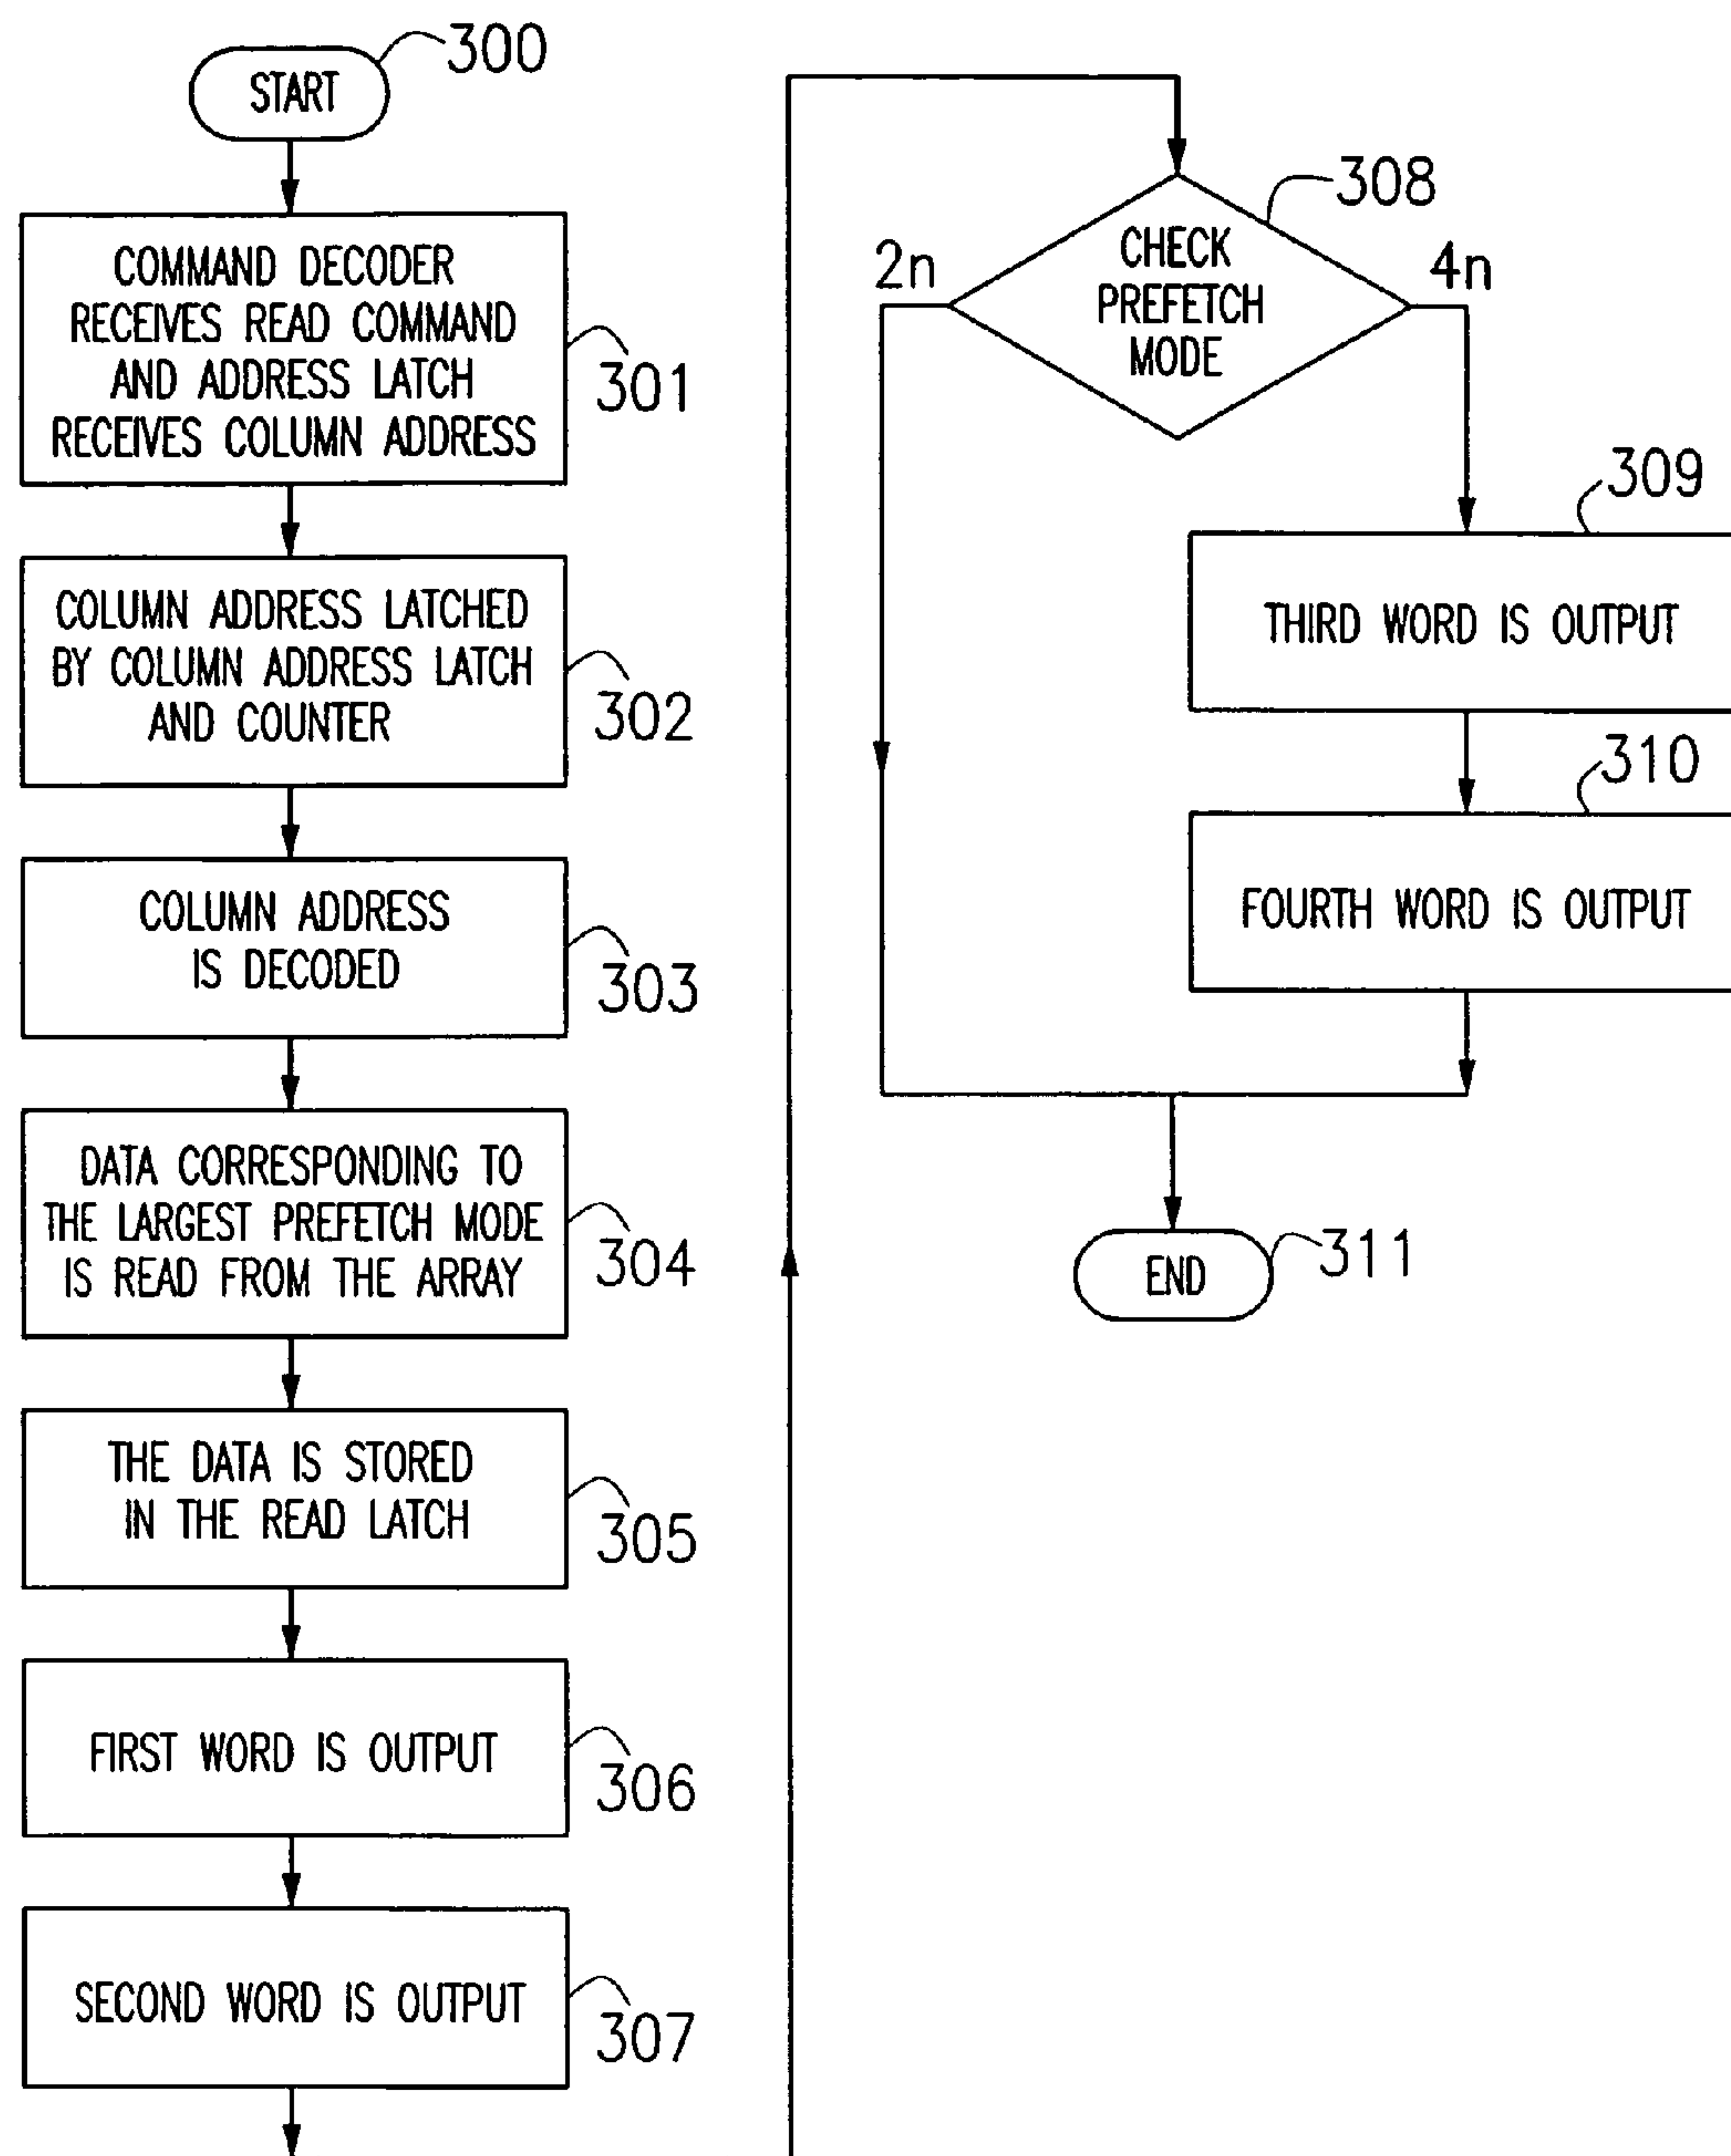 300
START
COMMAND DECODER
RECEIVES READ COMMAND
AND ADDRESS LATCH
RECEIVES COLUMN ADDRESS
301
COLUMN ADDRESS LATCHED
BY COLUMN ADDRESS LATCH
AND COUNTER
302
COLUMN ADDRESS
IS DECODED
303
DATA CORRESPONDING TO
THE LARGEST PREFETCH MODE
IS READ FROM THE ARRAY
304
THE DATA IS STORED
IN THE READ LATCH
305
FIRST WORD IS OUTPUT
306
SECOND WORD IS OUTPUT
307
308
CHECK
PREFETCH
MODE
2n
4n
309
THIRD WORD IS OUTPUT
310
FOURTH WORD IS OUTPUT
END
311